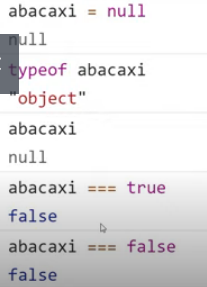 abacaxi = null
null
typeof abacaxi
"object"
abacaxi
null
abacaxi === true
false
abacaxi === false
false